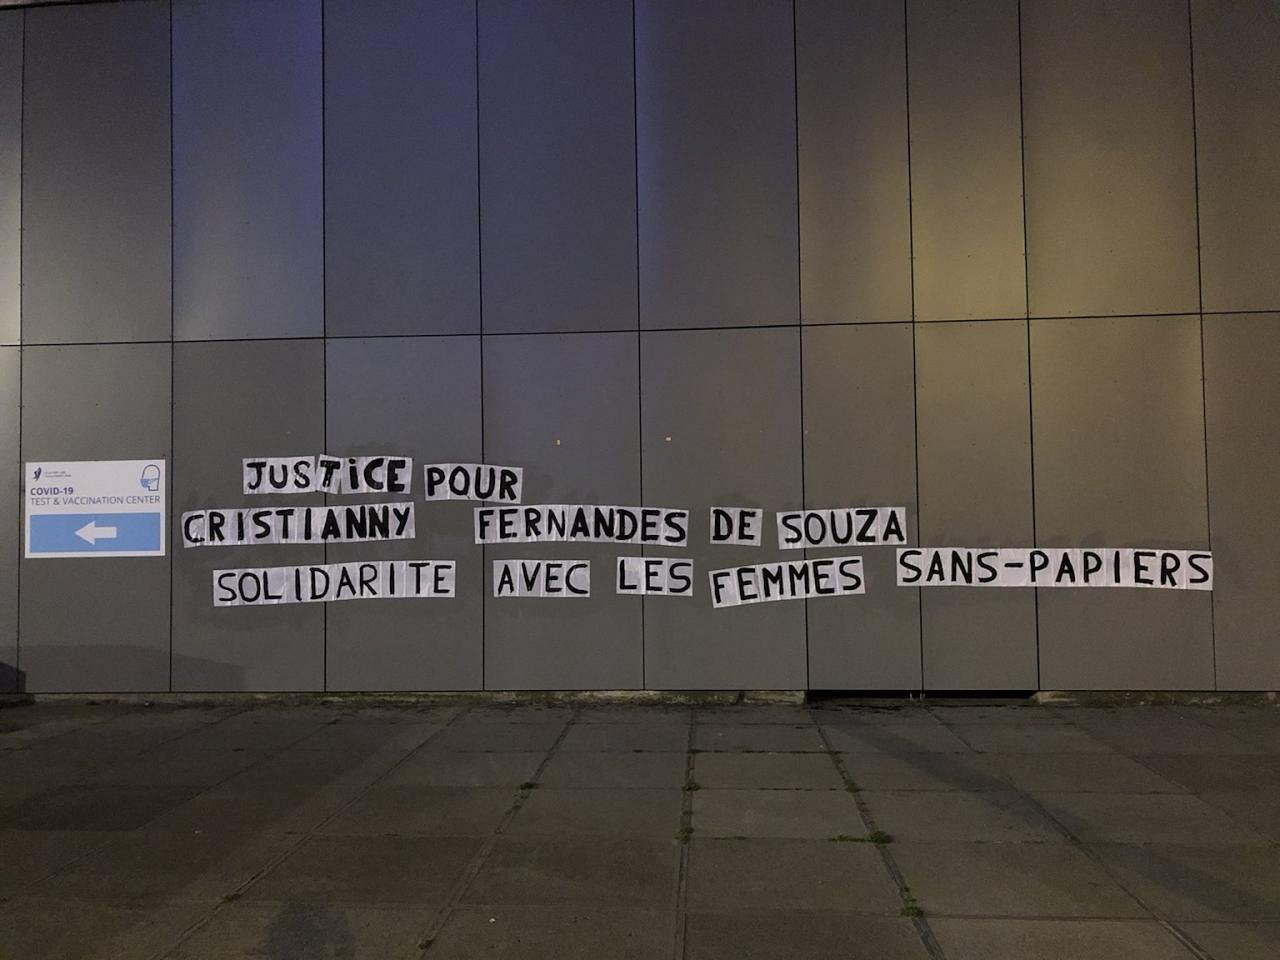 JUSTiCE POUR
CRISTIANNY FERNANDES DE SOUZA
SOLIDARITE AVEC LES FEMMES SANS-PAPIERS
COVID-19
TEST & VACCINATION CENTER